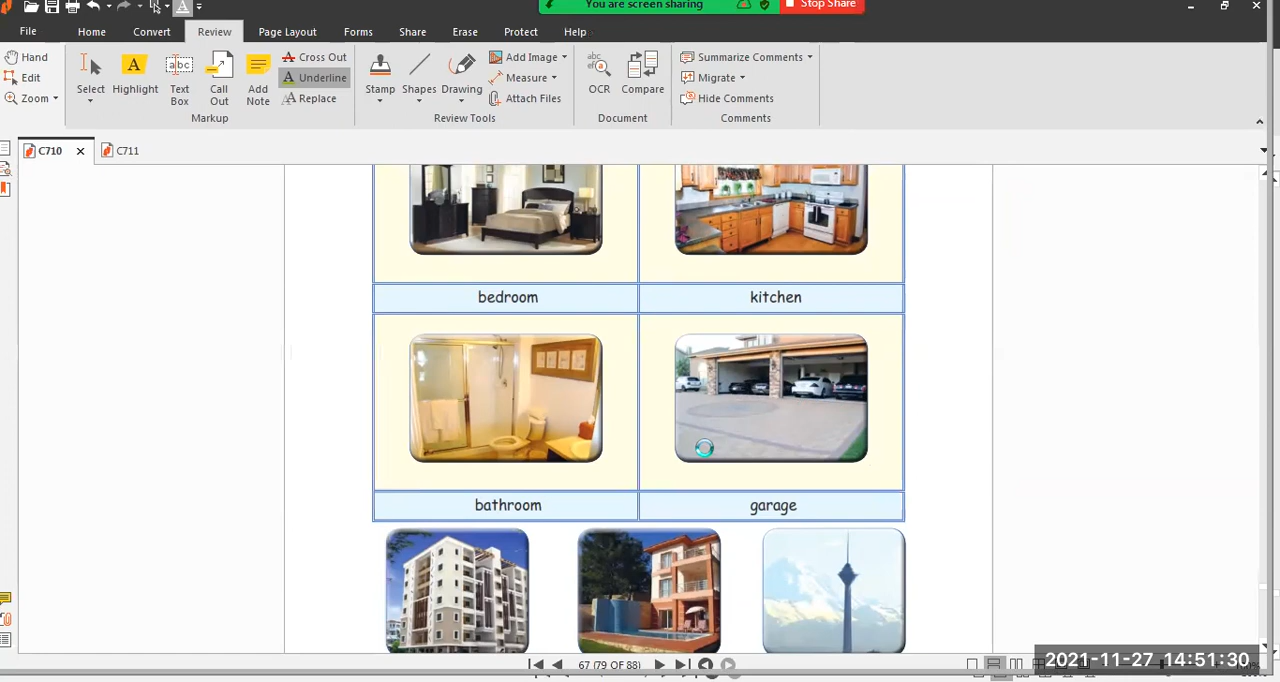 You are screen sharing
Stop Share
File
Home
Convert
Review
Page Layout
Forms
Share
Erase
Protect
Help
Hand
Edit
Zoom
Select
Highlight
abc
Text Box
Call Out
Add Note
Cross Out
Underline
Replace
Markup
Stamp
Shapes
Drawing
Add Image
Measure
Attach Files
Review Tools
abc
OCR
Compare
Document
Summarize Comments
Migrate
Hide Comments
Comments
C710
C711
bedroom
kitchen
bathroom
garage
67 (79 of 88)
2021-11-27 14:51:30